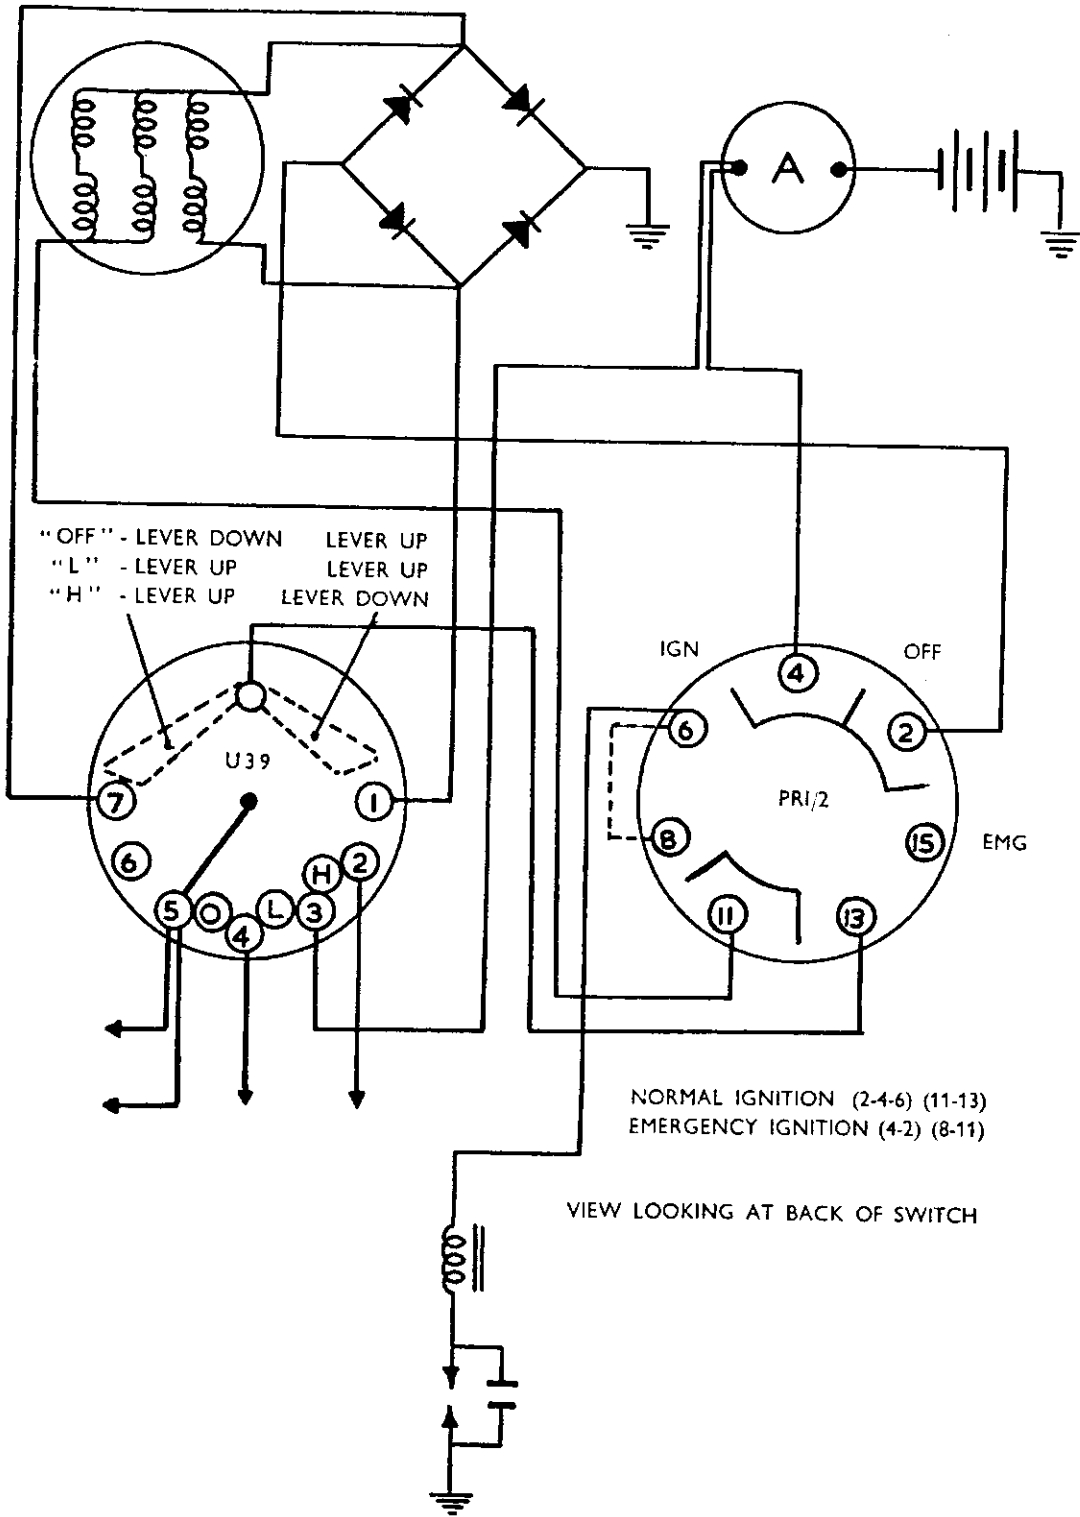 A
"OFF" - LEVER DOWN LEVER UP
"L" - LEVER UP LEVER UP
"H" - LEVER UP LEVER DOWN
IGN
OFF
4
6
2
U39
7
1
PRI/2
8
15
EMG
6
2
H
5
O
L
3
4
11
13
NORMAL IGNITION (2-4-6) (11-13)
EMERGENCY IGNITION (4-2) (8-11)
VIEW LOOKING AT BACK OF SWITCH